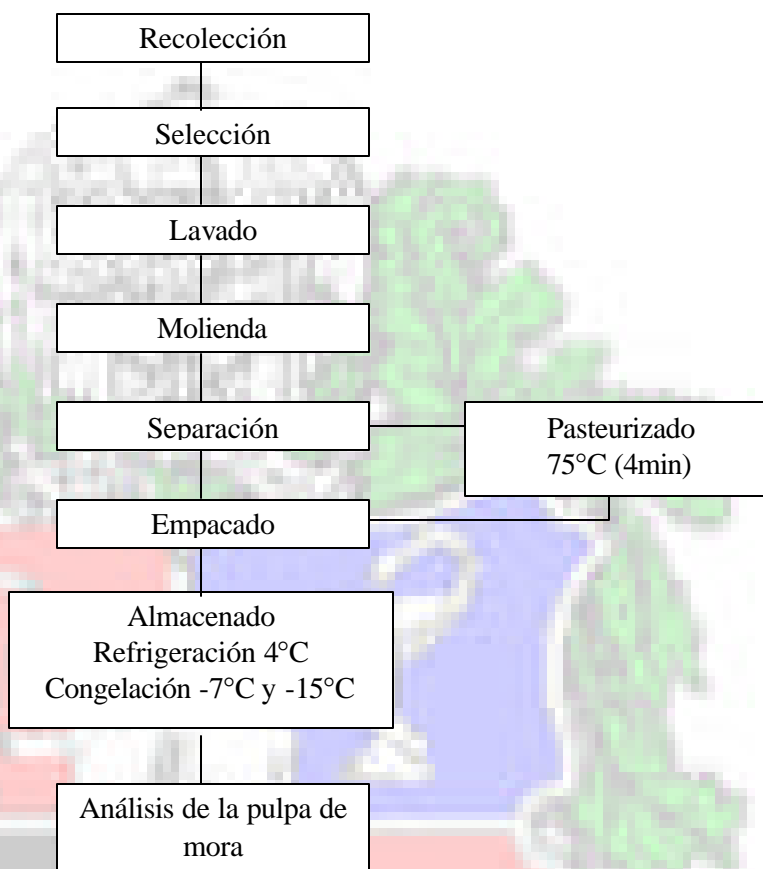 Recolección
Selección
Lavado
Molienda
Separación
Pasteurizado
75°C (4min)
Empacado
Almacenado
Refrigeración 4°C
Congelación -7°C y -15°C
Análisis de la pulpa de
mora